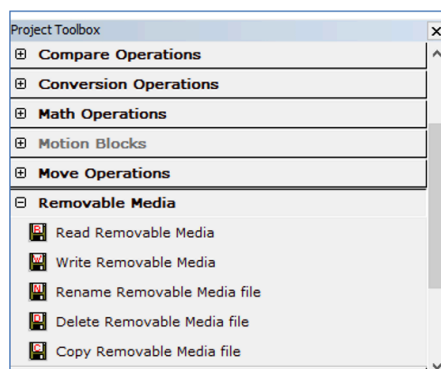 Project Toolbox
Compare Operations
Conversion Operations
Math Operations
Motion Blocks
Move Operations
Removable Media
R Read Removable Media
W Write Removable Media
N Rename Removable Media file
D Delete Removable Media file
C Copy Removable Media file